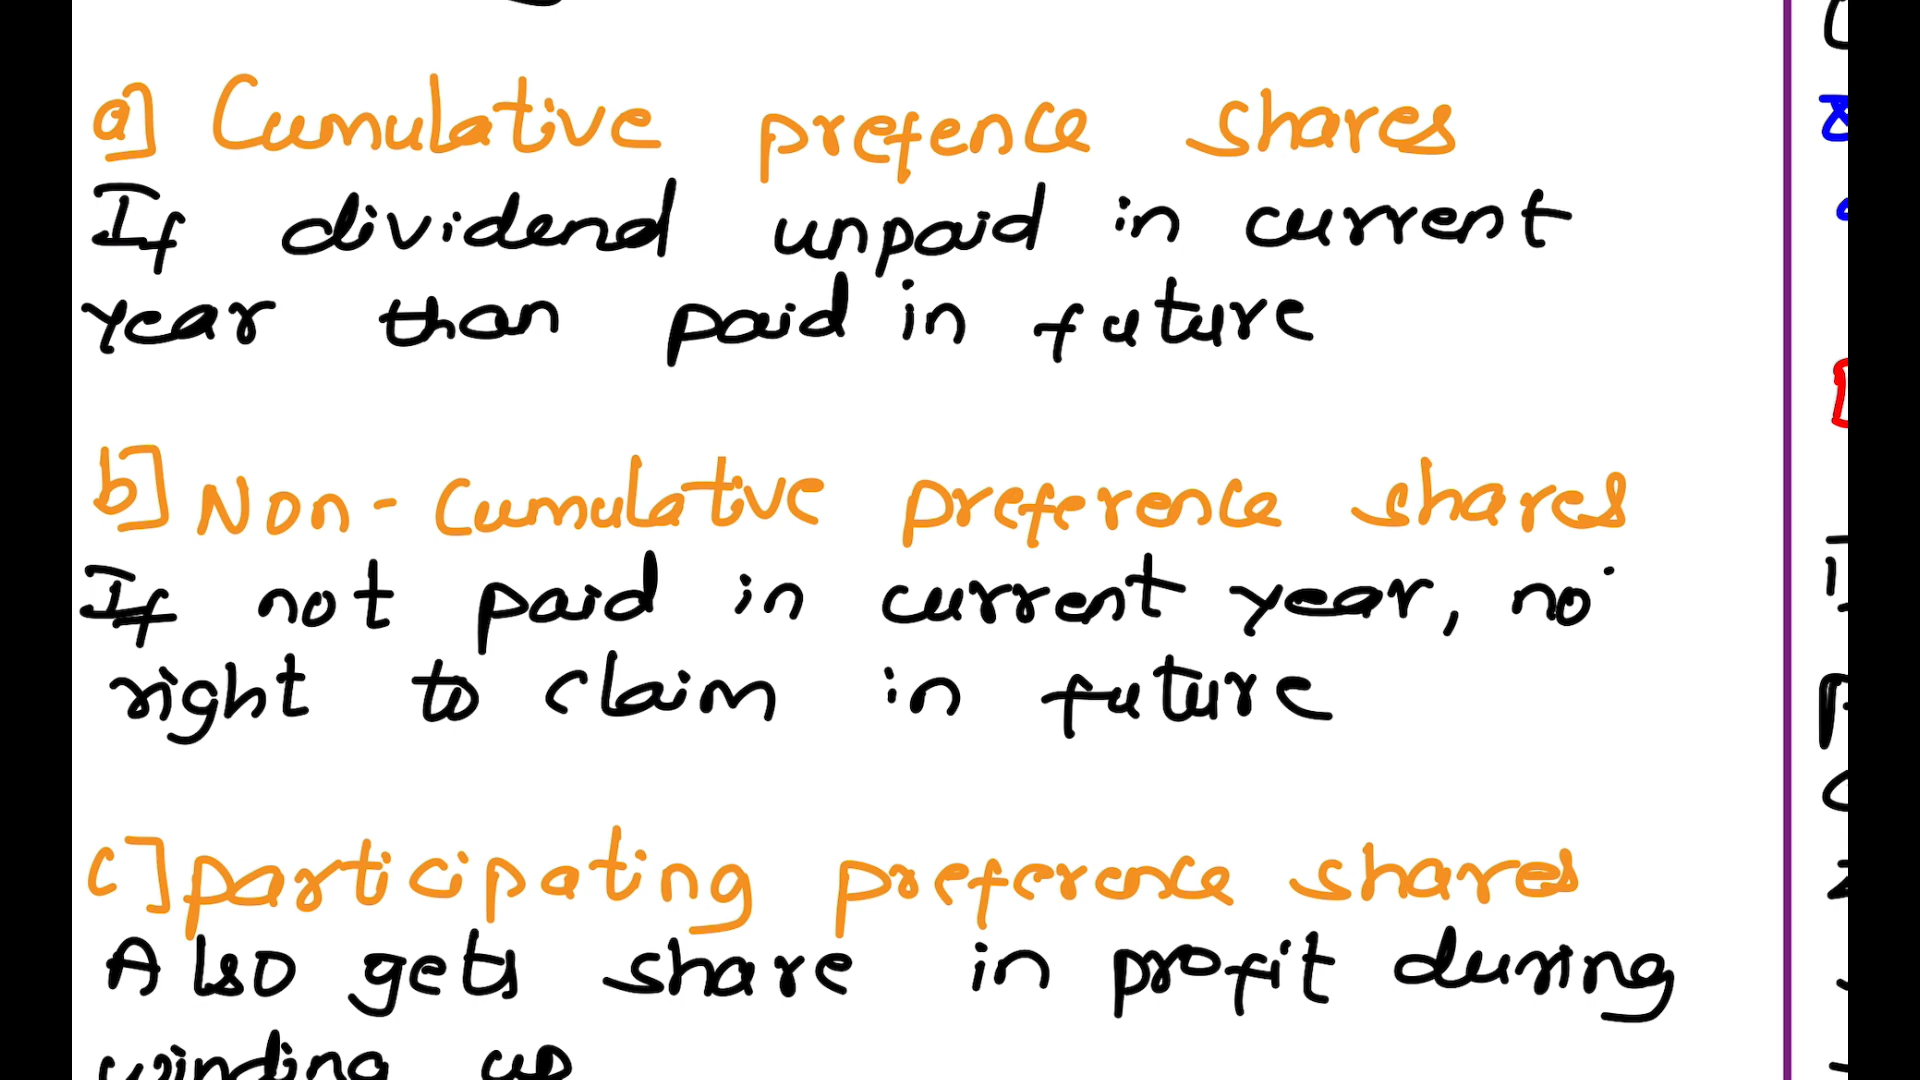 a] Cumulative prefence shares
If dividend unpaid in current
year than paid in future
b] Non-Cumulative preference shares
If not paid in current year, no
right to claim in future
c] participating preference shares
Also gets share in profit during
winding up